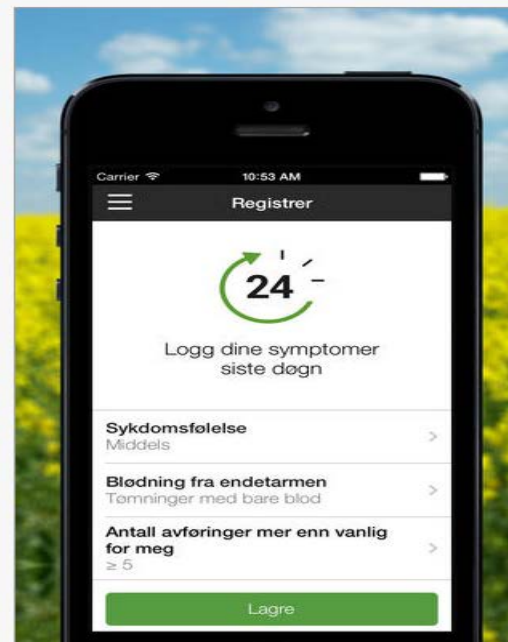 Carrier 10:53 AM
Registrer
24
Logg dine symptomer
siste døgn
Sykdomsfølelse
Middels
Blødning fra endetarmen
Tømninger med bare blod
Antall avføringer mer enn vanlig
for meg
≥ 5
Lagre